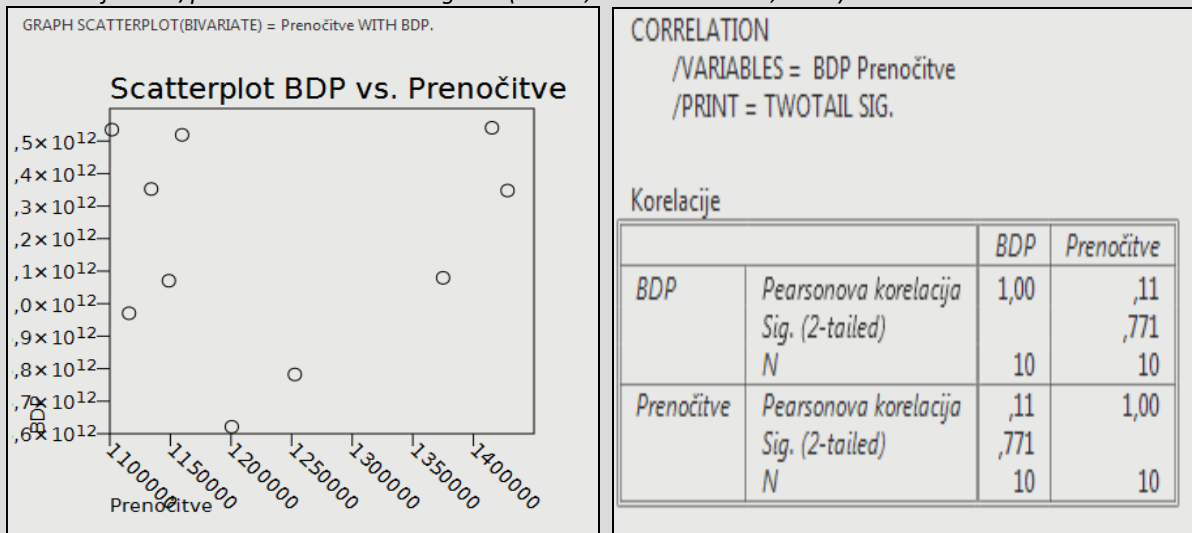 GRAPH SCATTERPLOT(BIVARIATE) = Prenočitve WITH BDP.
Scatterplot BDP vs. Prenočitve
,5×10¹²
,4×10¹²
,3×10¹²
,2×10¹²
,1×10¹²
,0×10¹²
,9×10¹²
,8×10¹²
,7×10¹²
,6×10¹²
BDP
1100000
1150000
1200000
1250000
1300000
1350000
1400000
Prenočitve
CORRELATION
/VARIABLES = BDP Prenočitve
/PRINT = TWOTAIL SIG.
Korelacije
BDP Prenočitve
BDP Pearsonova korelacija 1,00 ,11
Sig. (2-tailed) ,771
N 10 10
Prenočitve Pearsonova korelacija ,11 1,00
Sig. (2-tailed) ,771
N 10 10